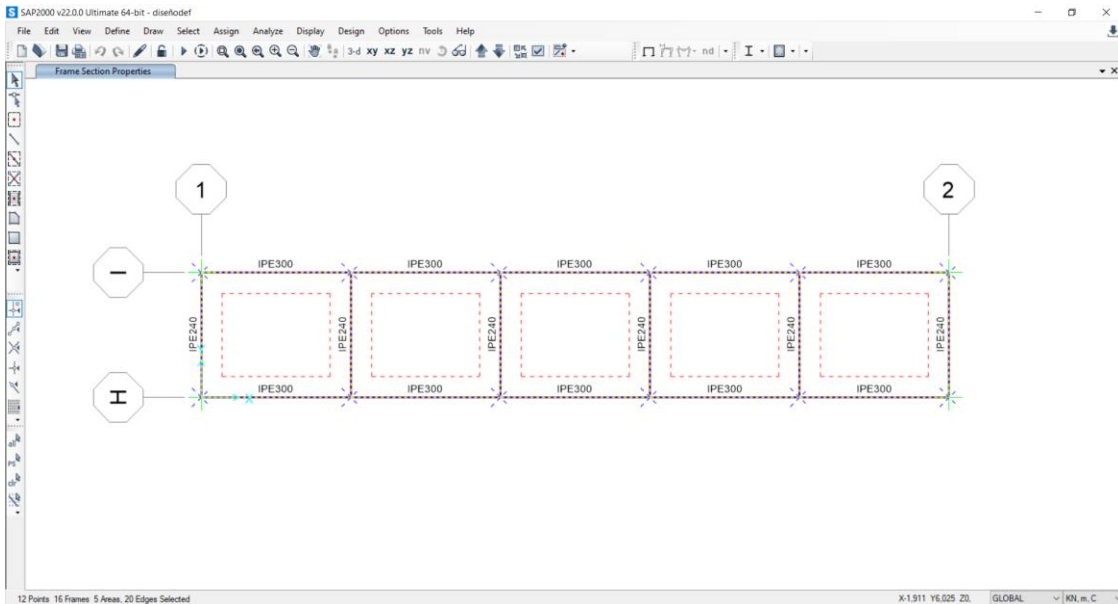 SAP2000 v22.0.0 Ultimate 64-bit - diseñodef
File Edit View Define Draw Select Assign Analyze Display Design Options Tools Help
3-d xy xz yz nv nd
Frame Section Properties
1 2
I
IPE300 IPE300 IPE300 IPE300 IPE300
IPE240 IPE240 IPE240 IPE240 IPE240 IPE240
IPE300 IPE300 IPE300 IPE300 IPE300
H
X
all
PS
clr
12 Points 16 Frames 5 Areas, 20 Edges Selected X-1,911 Y6,025 Z0, GLOBAL KN, m, C